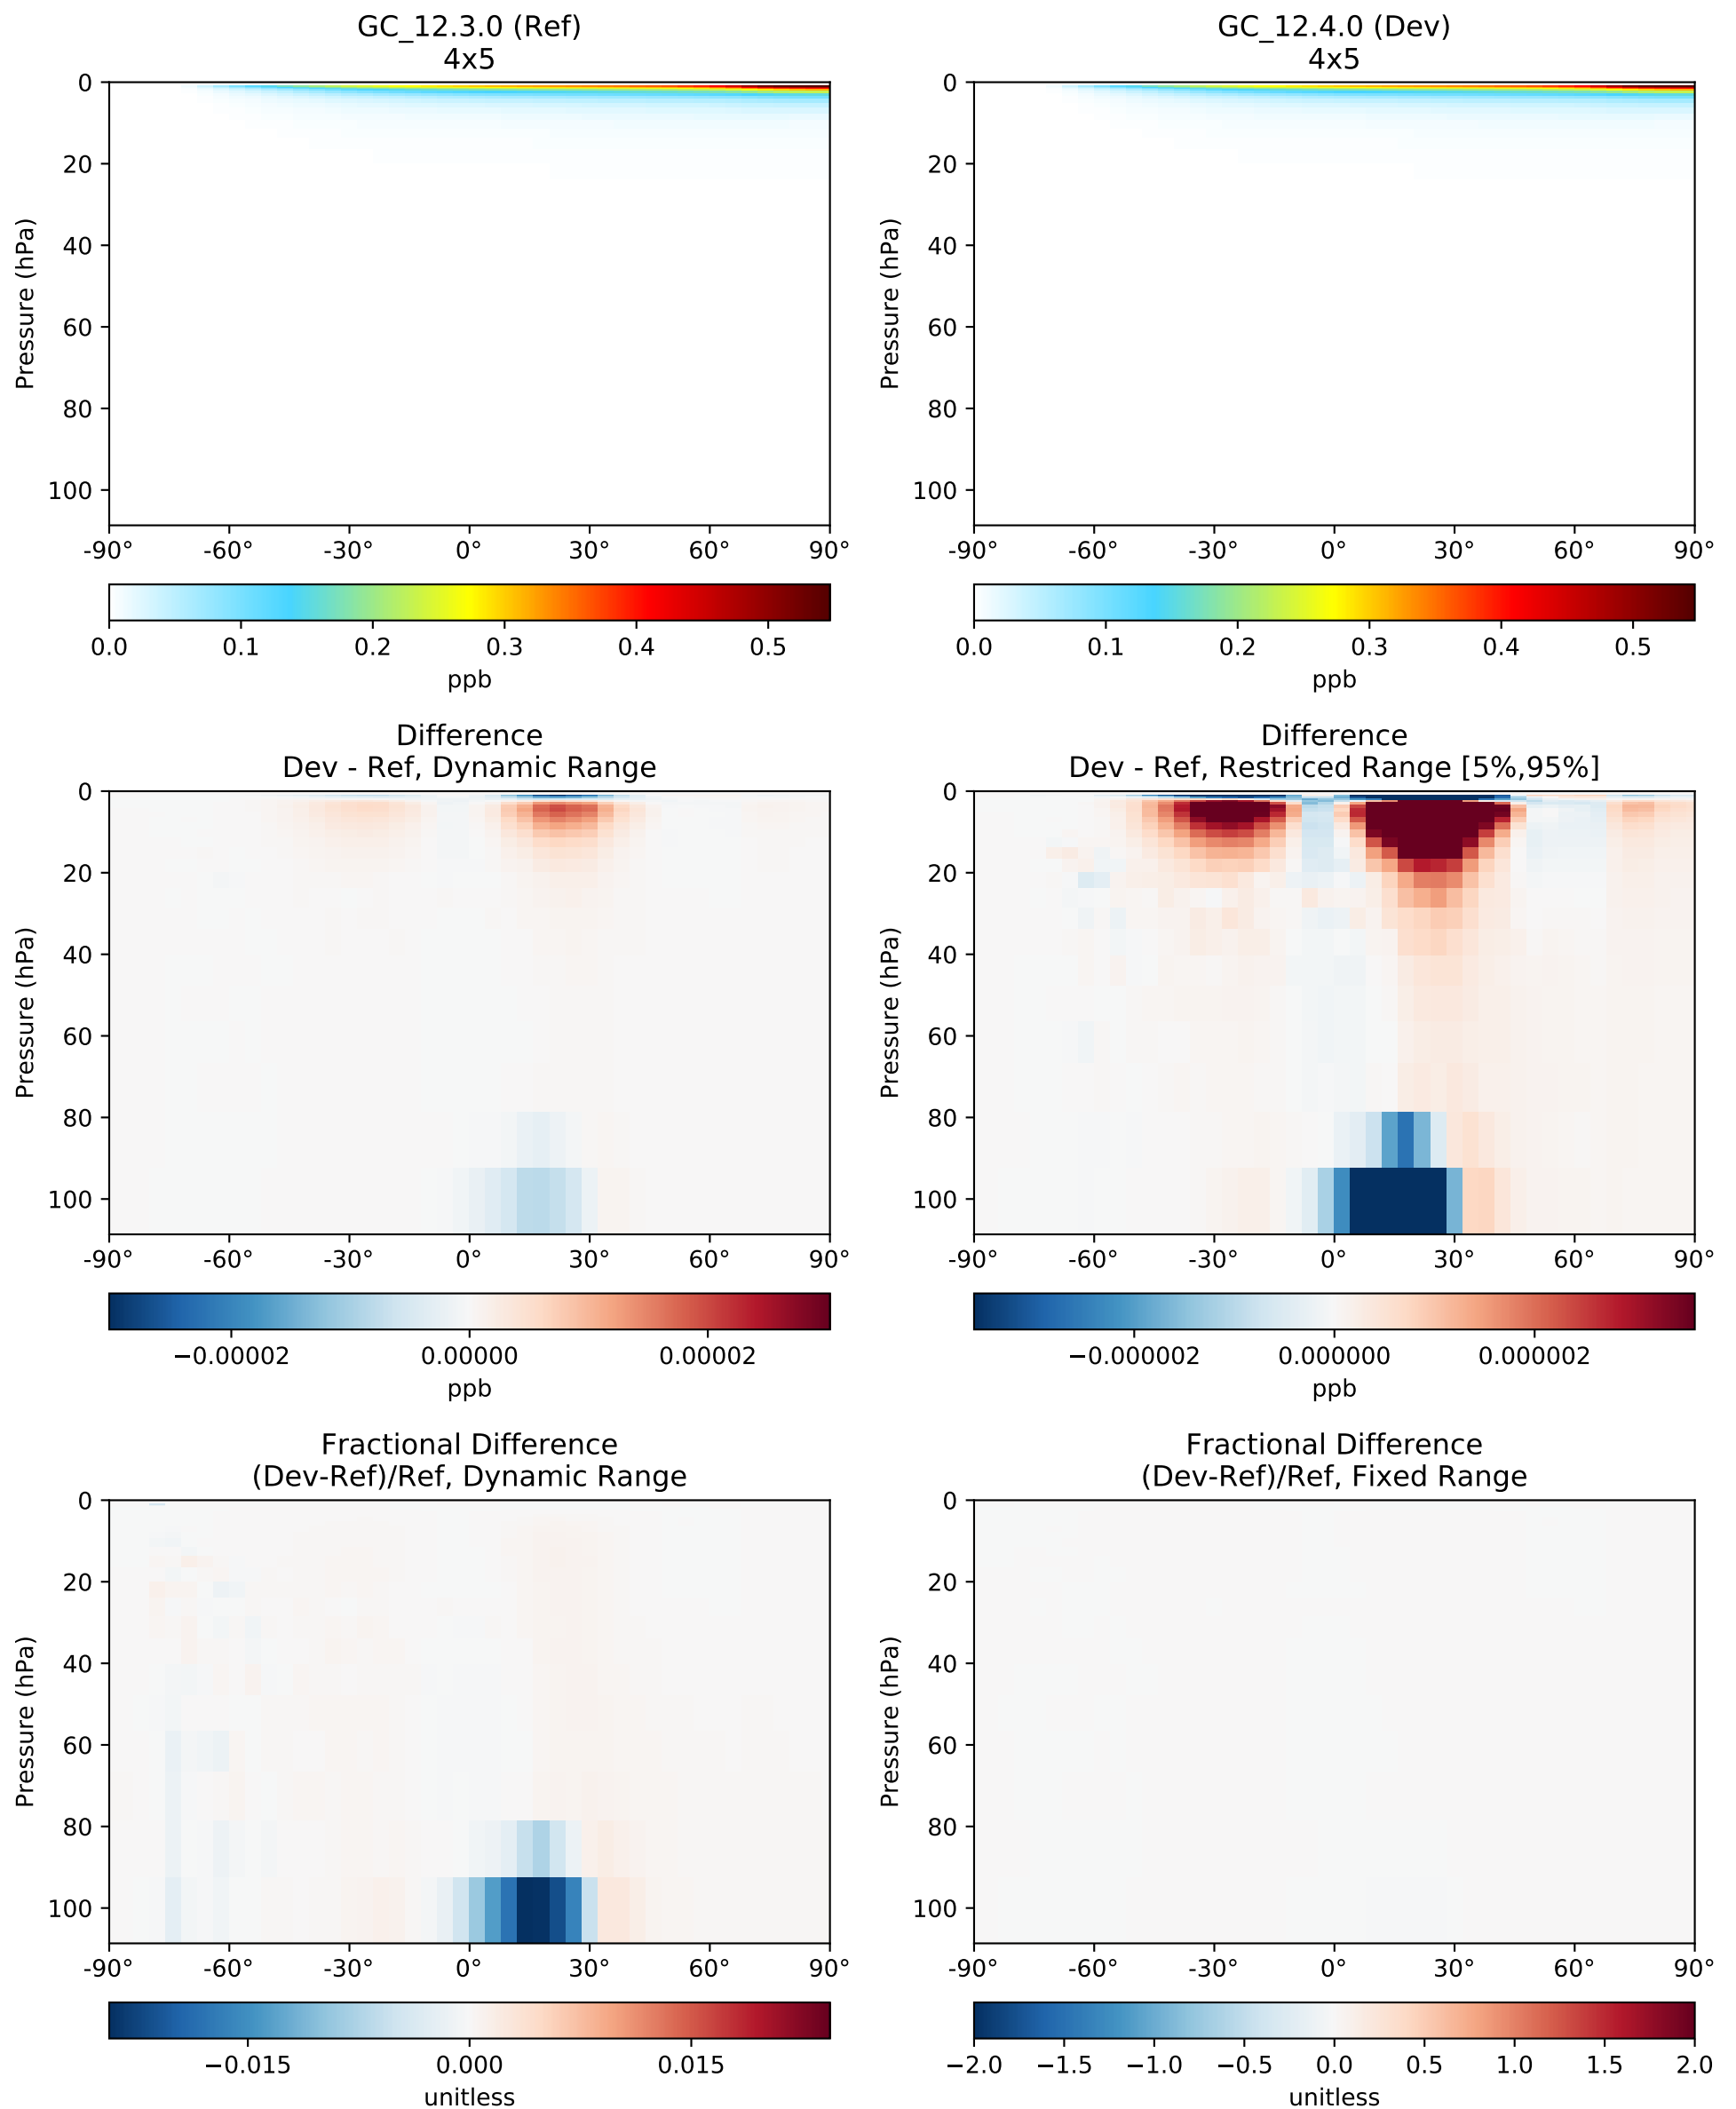 GC_12.3.0 (Ref)
4x5
0
20
40
60
80
100
Pressure (hPa)
-90° -60° -30° 0° 30° 60° 90°
0.0 0.1 0.2 0.3 0.4 0.5
ppb
GC_12.4.0 (Dev)
4x5
0
20
40
60
80
100
Pressure (hPa)
-90° -60° -30° 0° 30° 60° 90°
0.0 0.1 0.2 0.3 0.4 0.5
ppb
Difference
Dev - Ref, Dynamic Range
0
20
40
60
80
100
Pressure (hPa)
-90° -60° -30° 0° 30° 60° 90°
−0.00002 0.00000 0.00002
ppb
Difference
Dev - Ref, Restriced Range [5%,95%]
0
20
40
60
80
100
Pressure (hPa)
-90° -60° -30° 0° 30° 60° 90°
−0.000002 0.000000 0.000002
ppb
Fractional Difference
(Dev-Ref)/Ref, Dynamic Range
0
20
40
60
80
100
Pressure (hPa)
-90° -60° -30° 0° 30° 60° 90°
−0.015 0.000 0.015
unitless
Fractional Difference
(Dev-Ref)/Ref, Fixed Range
0
20
40
60
80
100
Pressure (hPa)
-90° -60° -30° 0° 30° 60° 90°
−2.0 −1.5 −1.0 −0.5 0.0 0.5 1.0 1.5 2.0
unitless